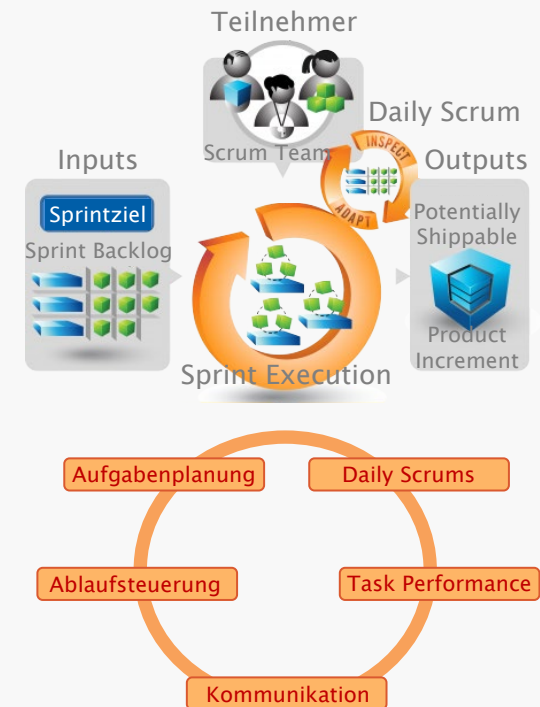 Teilnehmer
Scrum Team
Daily Scrum
INSPECT
ADAPT
Inputs
Sprintziel
Sprint Backlog
Outputs
Potentially
Shippable
Product
Increment
Sprint Execution
Aufgabenplanung
Daily Scrums
Ablaufsteuerung
Task Performance
Kommunikation